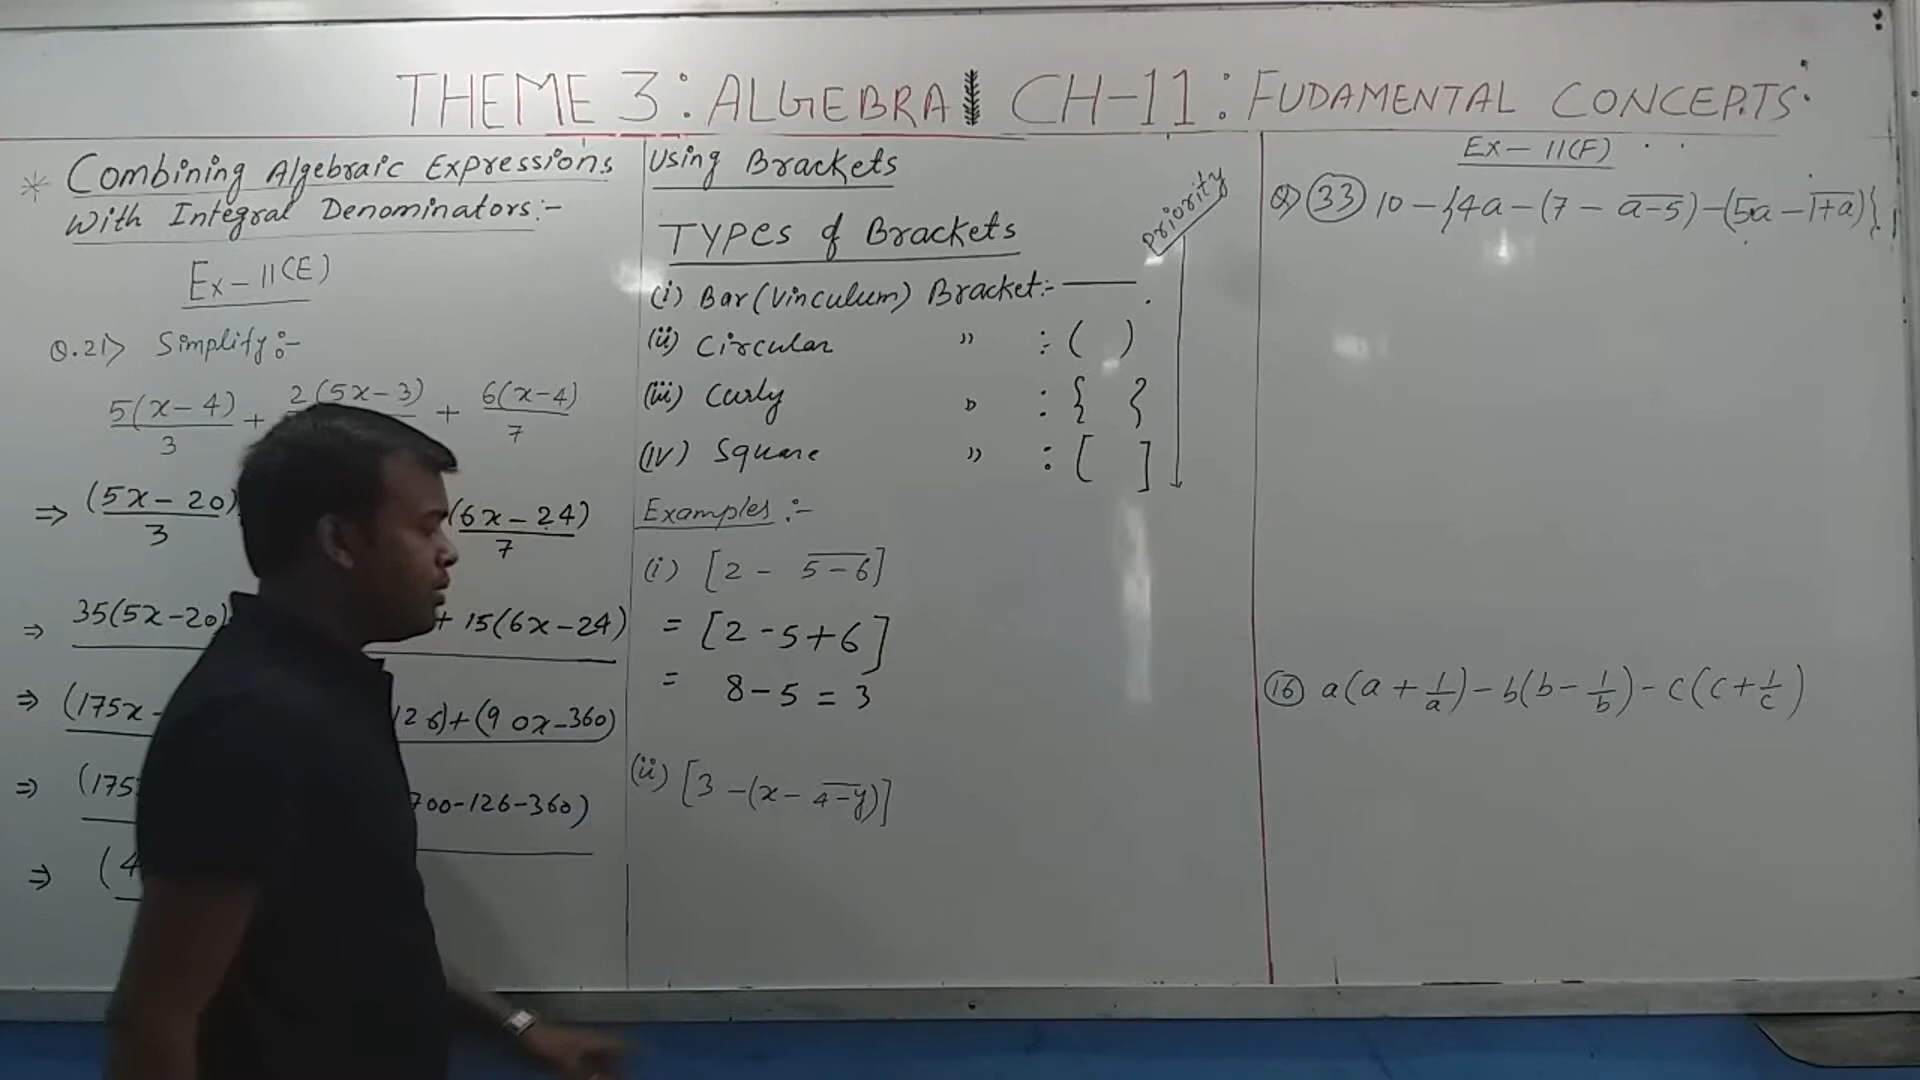 THEME 3 : ALGEBRA CH-11 : FUDAMENTAL CONCEPTS
* Combining Algebraic Expressions
With Integral Denominators:-
Ex-11(E)
Q.21> Simplify:-
5(x-4)/3 + 2(5x-3) + 6(x-4)/7
⇒ (5x-20)/3 (6x-24)/7
⇒ 35(5x-20) + 15(6x-24)
⇒ (175x- 126)+(90x-360)
⇒ (175 700-126-360)
⇒ (4
Using Brackets
TYPES of Brackets
Priority
(i) Bar (Vinculum) Bracket:- ―
(ii) Circular " : ( )
(iii) Curly " : { }
(iv) Square " : [ ]
Examples:-
(i) [2 - 5̅-̅6̅]
= [2-5+6]
= 8-5 = 3
(ii) [3-(x- 4̅-̅y̅)]
Ex-11(F)
Q> 33 10-{4a-(7- a̅-̅5̅)-(5a- 1̅+̅a̅)}
16 a(a+1/a)-b(b-1/b)-c(c+1/c)